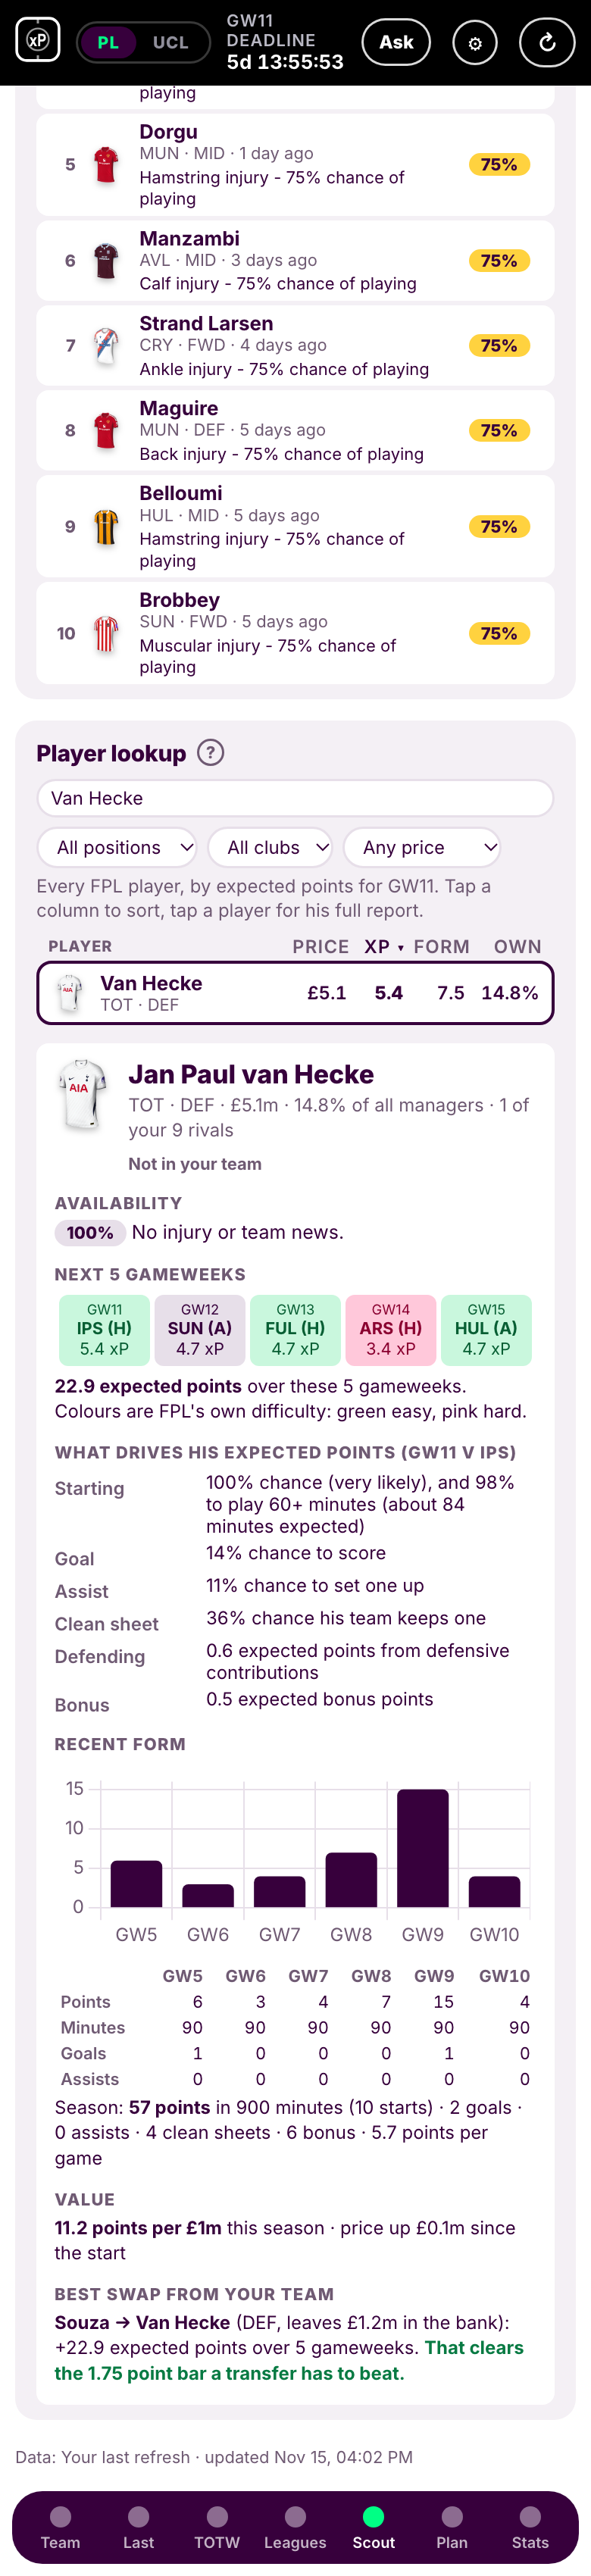 xP
PL UCL
GW11
DEADLINE
5d 13:55:53
Ask
playing
5
Dorgu
MUN · MID · 1 day ago
Hamstring injury - 75% chance of
playing
75%
6
Manzambi
AVL · MID · 3 days ago
Calf injury - 75% chance of playing
75%
7
Strand Larsen
CRY · FWD · 4 days ago
Ankle injury - 75% chance of playing
75%
8
Maguire
MUN · DEF · 5 days ago
Back injury - 75% chance of playing
75%
9
Belloumi
HUL · MID · 5 days ago
Hamstring injury - 75% chance of
playing
75%
10
Brobbey
SUN · FWD · 5 days ago
Muscular injury - 75% chance of
playing
75%
Player lookup ?
Van Hecke
All positions All clubs Any price
Every FPL player, by expected points for GW11. Tap a
column to sort, tap a player for his full report.
PLAYER PRICE XP ▾ FORM OWN
AIA
Van Hecke £5.1 5.4 7.5 14.8%
TOT · DEF
AIA
Jan Paul van Hecke
TOT · DEF · £5.1m · 14.8% of all managers · 1 of
your 9 rivals
Not in your team
AVAILABILITY
100% No injury or team news.
NEXT 5 GAMEWEEKS
GW11 GW12 GW13 GW14 GW15
IPS (H) SUN (A) FUL (H) ARS (H) HUL (A)
5.4 xP 4.7 xP 4.7 xP 3.4 xP 4.7 xP
22.9 expected points over these 5 gameweeks.
Colours are FPL's own difficulty: green easy, pink hard.
WHAT DRIVES HIS EXPECTED POINTS (GW11 V IPS)
Starting 100% chance (very likely), and 98%
to play 60+ minutes (about 84
minutes expected)
Goal 14% chance to score
Assist 11% chance to set one up
Clean sheet 36% chance his team keeps one
Defending 0.6 expected points from defensive
contributions
Bonus 0.5 expected bonus points
RECENT FORM
15
10
5
0
GW5 GW6 GW7 GW8 GW9 GW10
GW5 GW6 GW7 GW8 GW9 GW10
Points 6 3 4 7 15 4
Minutes 90 90 90 90 90 90
Goals 1 0 0 0 1 0
Assists 0 0 0 0 0 0
Season: 57 points in 900 minutes (10 starts) · 2 goals ·
0 assists · 4 clean sheets · 6 bonus · 5.7 points per
game
VALUE
11.2 points per £1m this season · price up £0.1m since
the start
BEST SWAP FROM YOUR TEAM
Souza → Van Hecke (DEF, leaves £1.2m in the bank):
+22.9 expected points over 5 gameweeks. That clears
the 1.75 point bar a transfer has to beat.
Data: Your last refresh · updated Nov 15, 04:02 PM
Team Last TOTW Leagues Scout Plan Stats